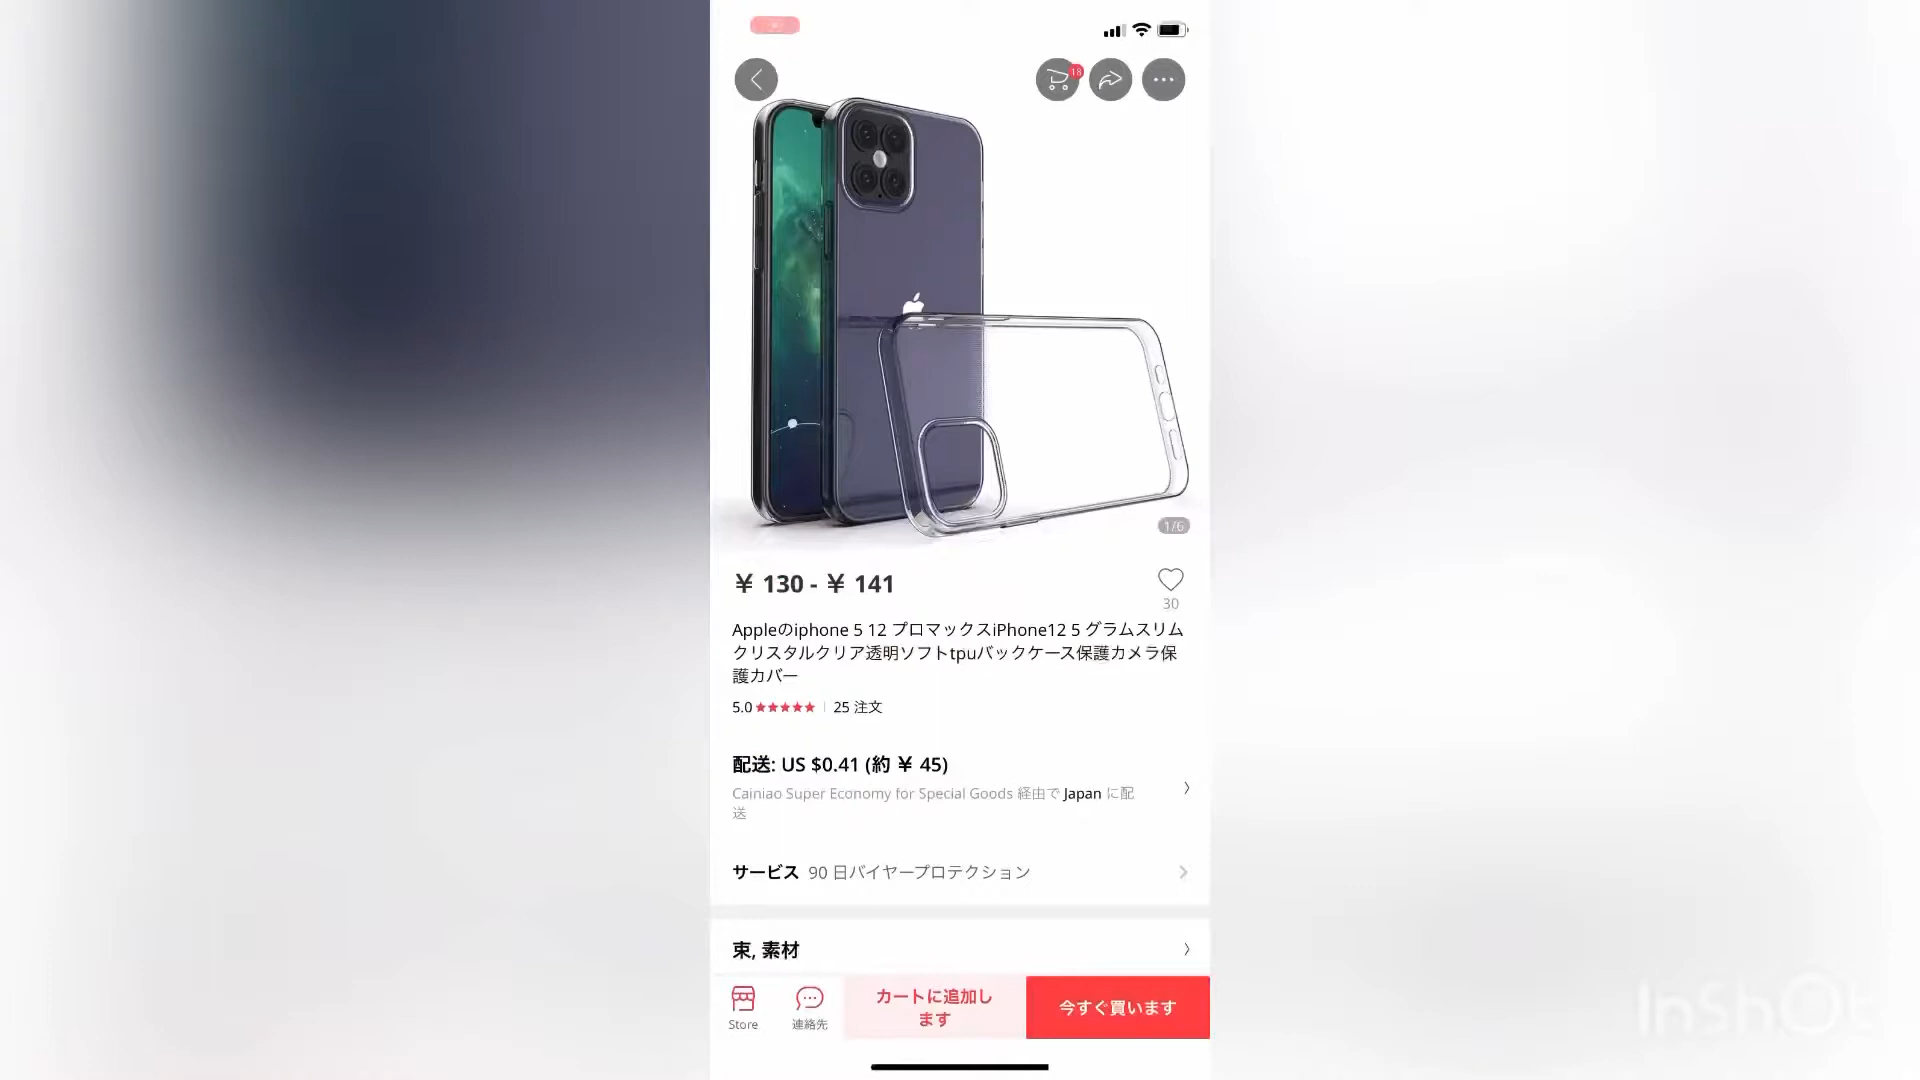 18
1/6
¥ 130 - ¥ 141
30
Appleのiphone 5 12 プロマックスiPhone12 5 グラムスリム
クリスタルクリア透明ソフトtpuバックケース保護カメラ保
護カバー
5.0 ★★★★★ | 25 注文
配送: US $0.41 (約 ¥ 45)
Cainiao Super Economy for Special Goods 経由で Japan に配
送
サービス 90 日バイヤープロテクション
束, 素材
Store
連絡先
カートに追加し
ます
今すぐ買います
InShOt